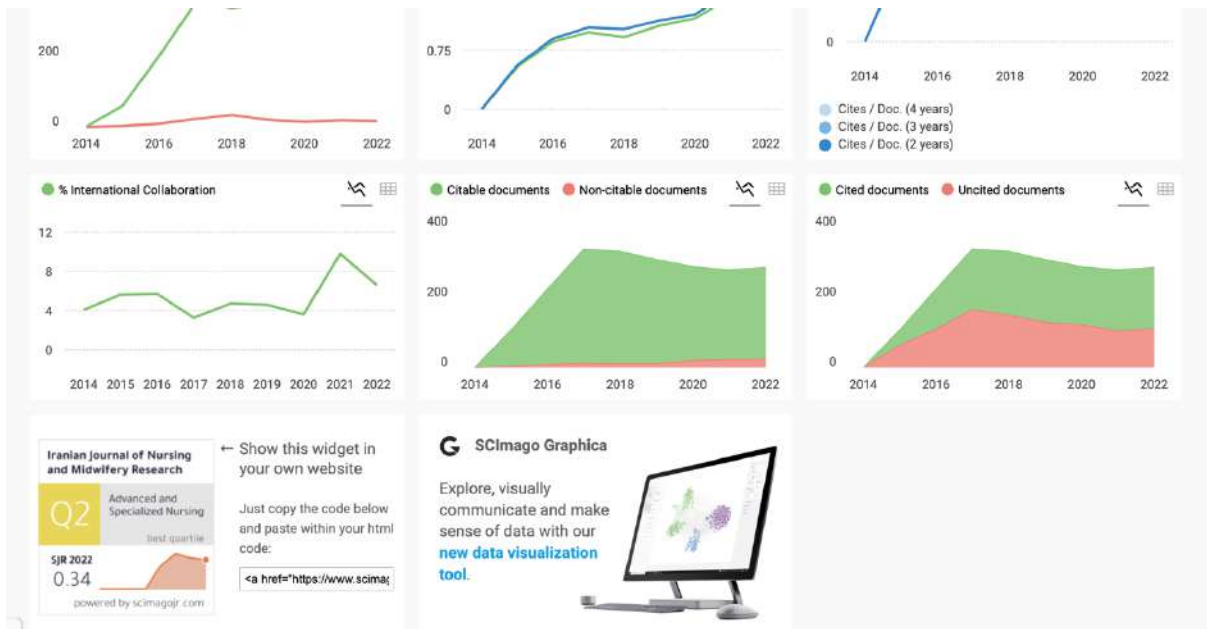 200
0
2014 2016 2018 2020 2022
0.75
0
2014 2016 2018 2020 2022
0
2014 2016 2018 2020 2022
Cites / Doc. (4 years)
Cites / Doc. (3 years)
Cites / Doc. (2 years)
% International Collaboration
12
8
4
0
2014 2015 2016 2017 2018 2019 2020 2021 2022
Citable documents Non-citable documents
400
200
0
2014 2016 2018 2020 2022
Cited documents Uncited documents
400
200
0
2014 2016 2018 2020 2022
Iranian Journal of Nursing
and Midwifery Research
Q2
Advanced and
Specialized Nursing
best quartile
SJR 2022
0.34
powered by scimagojr.com
← Show this widget in
your own website
Just copy the code below
and paste within your html
code:
<a href="https://www.scimag
G SCImago Graphica
Explore, visually
communicate and make
sense of data with our
new data visualization
tool.